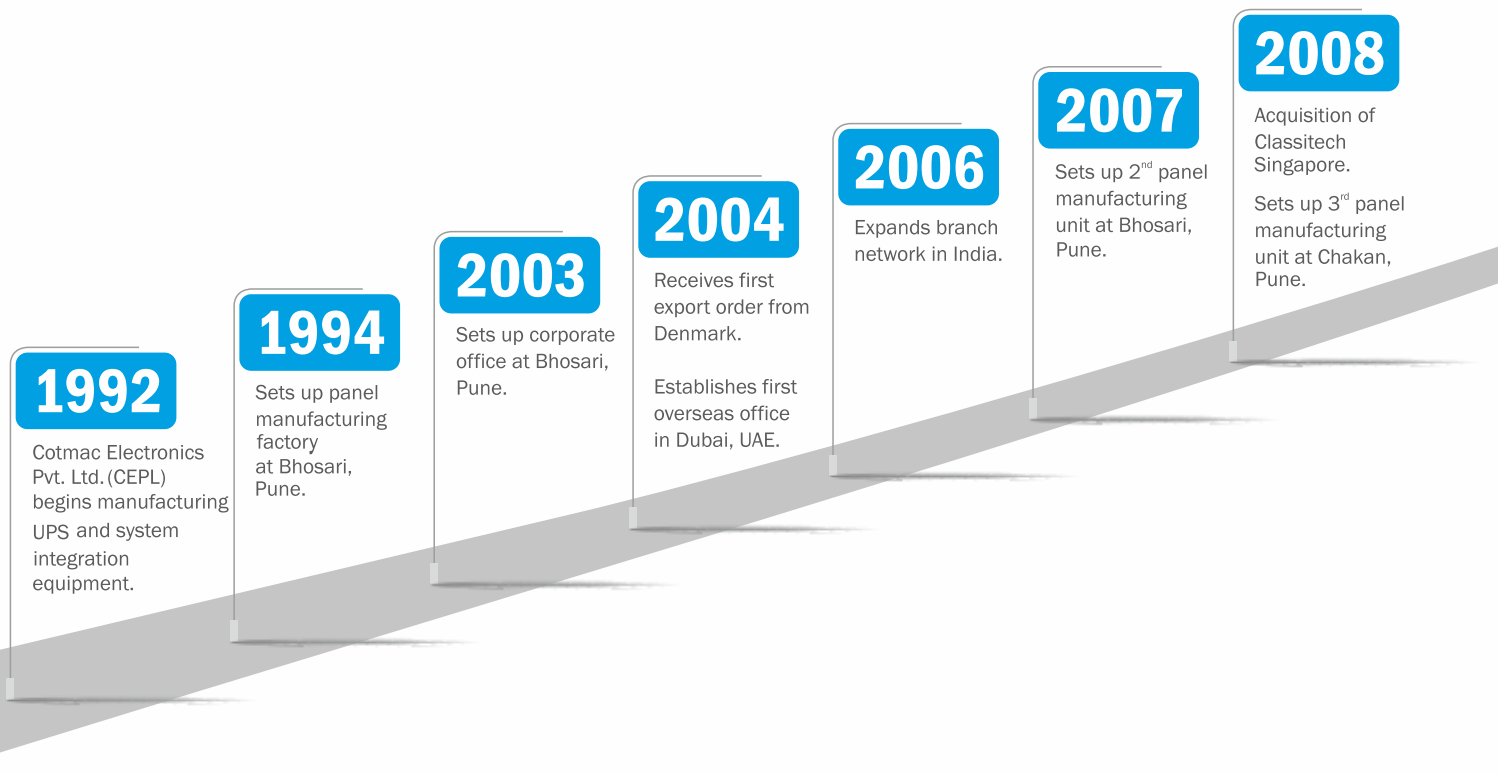 1992
Cotmac Electronics
Pvt. Ltd. (CEPL)
begins manufacturing
UPS and system
integration
equipment.
1994
Sets up panel
manufacturing
factory
at Bhosari,
Pune.
2003
Sets up corporate
office at Bhosari,
Pune.
2004
Receives first
export order from
Denmark.
Establishes first
overseas office
in Dubai, UAE.
2006
Expands branch
network in India.
2007
Sets up 2nd panel
manufacturing
unit at Bhosari,
Pune.
2008
Acquisition of
Classitech
Singapore.
Sets up 3rd panel
manufacturing
unit at Chakan,
Pune.